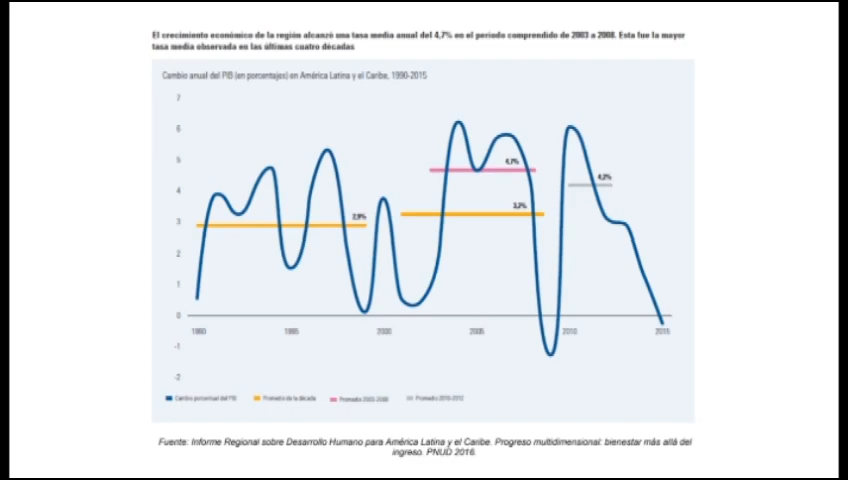 El crecimiento económico de la región alcanzó una tasa media anual del 4,7% en el período comprendido de 2003 a 2008. Esta fue la mayor
tasa media observada en las últimas cuatro décadas
Cambio anual del PIB (en porcentajes) en América Latina y el Caribe, 1990-2015
7
6
5
4,7%
4,2%
4
3,2%
3
2,9%
2
1
0
1990
1995
2000
2005
2010
2015
-1
-2
Cambio porcentual del PIB
Promedio de la década
Promedio 2003-2008
Promedio 2010-2012
Fuente: Informe Regional sobre Desarrollo Humano para América Latina y el Caribe. Progreso multidimensional: bienestar más allá del
ingreso. PNUD 2016.